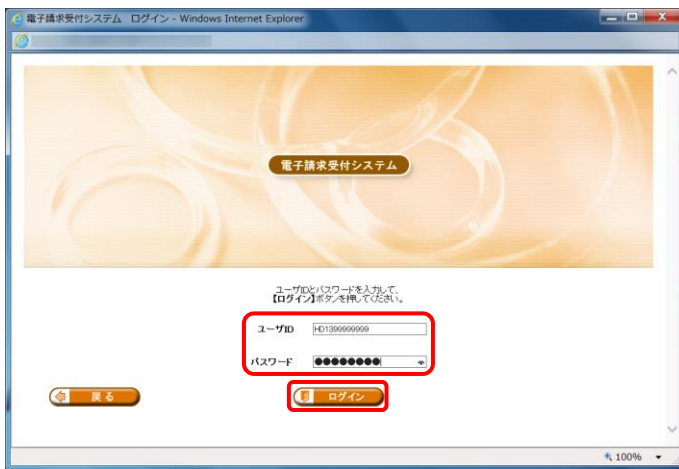 電子請求受付システム ログイン - Windows Internet Explorer
電子請求受付システム
ユーザIDとパスワードを入力して、
【ログイン】ボタンを押してください。
ユーザID HD1399999999
パスワード ●●●●●●●●
戻る ログイン
100%